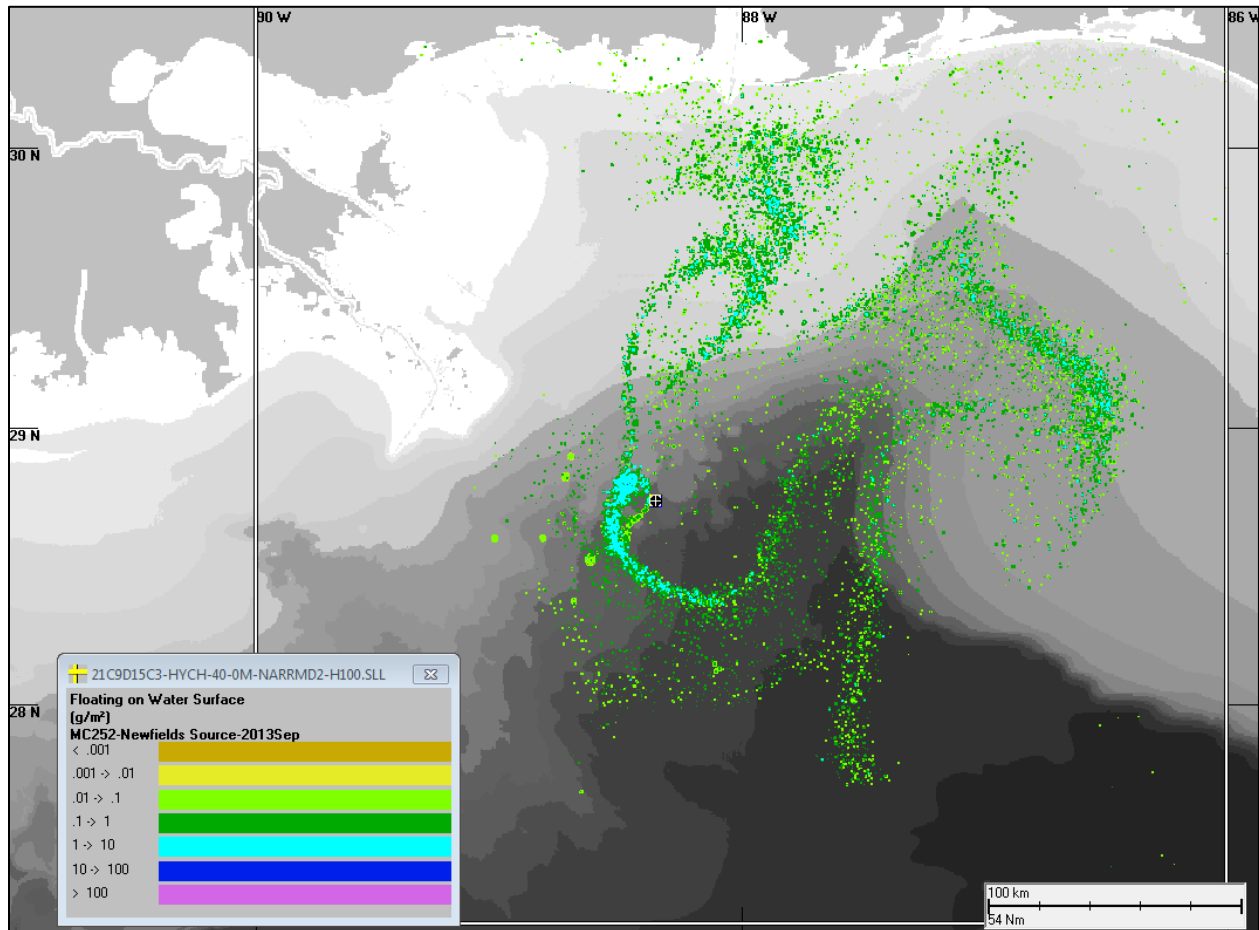 90 W
88 W
86 W
30 N
29 N
28 N
21C9D15C3-HYCH-40-0M-NARRMD2-H100.SLL
Floating on Water Surface
(g/m²)
MC252-Newfields Source-2013Sep
< .001
.001 -> .01
.01 -> .1
.1 -> 1
1 -> 10
10 -> 100
> 100
100 km
54 Nm